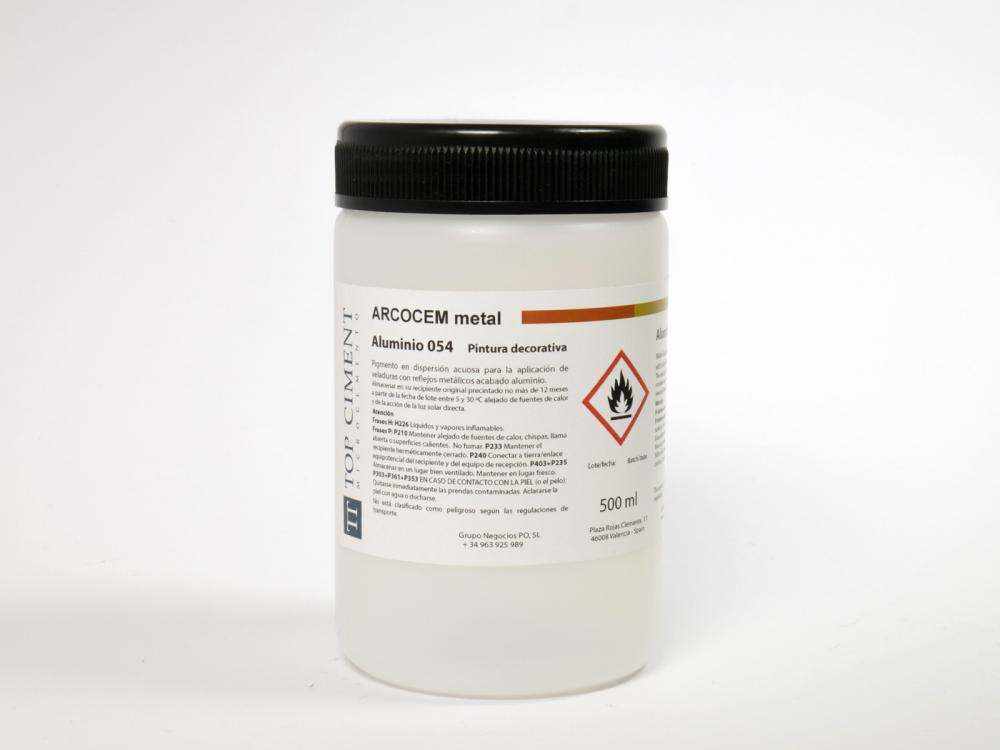 TOP CIMENT
MICROCEMENTO
ARCOCEM metal
Aluminio 054 Pintura decorativa
Pigmento en dispersión acuosa para la aplicación de
veladuras con reflejos metálicos acabado aluminio.
Almacenar en su recipiente original precintado no más de 12 meses
a partir de la fecha de lote entre 5 y 30 ºC alejado de fuentes de calor
y de la acción de la luz solar directa.
Atención
Frases H: H226 Líquidos y vapores inflamables.
Frases P: P210 Mantener alejado de fuentes de calor, chispas, llama
abierta o superficies calientes. No fumar. P233 Mantener el
recipiente herméticamente cerrado. P240 Conectar a tierra/enlace
equipotencial del recipiente y del equipo de recepción. P403+P235
Almacenar en un lugar bien ventilado. Mantener en lugar fresco.
P303+P361+P353 EN CASO DE CONTACTO CON LA PIEL (o el pelo):
Quitarse inmediatamente las prendas contaminadas. Aclararse la
piel con agua o ducharse.
No está clasificado como peligroso según las regulaciones de
transporte.
Grupo Negocios PO, SL
+ 34 963 925 989
Lote/fecha: Batch/date
500 ml
Plaza Rojas Clemente, 17
46008 Valencia - Spain